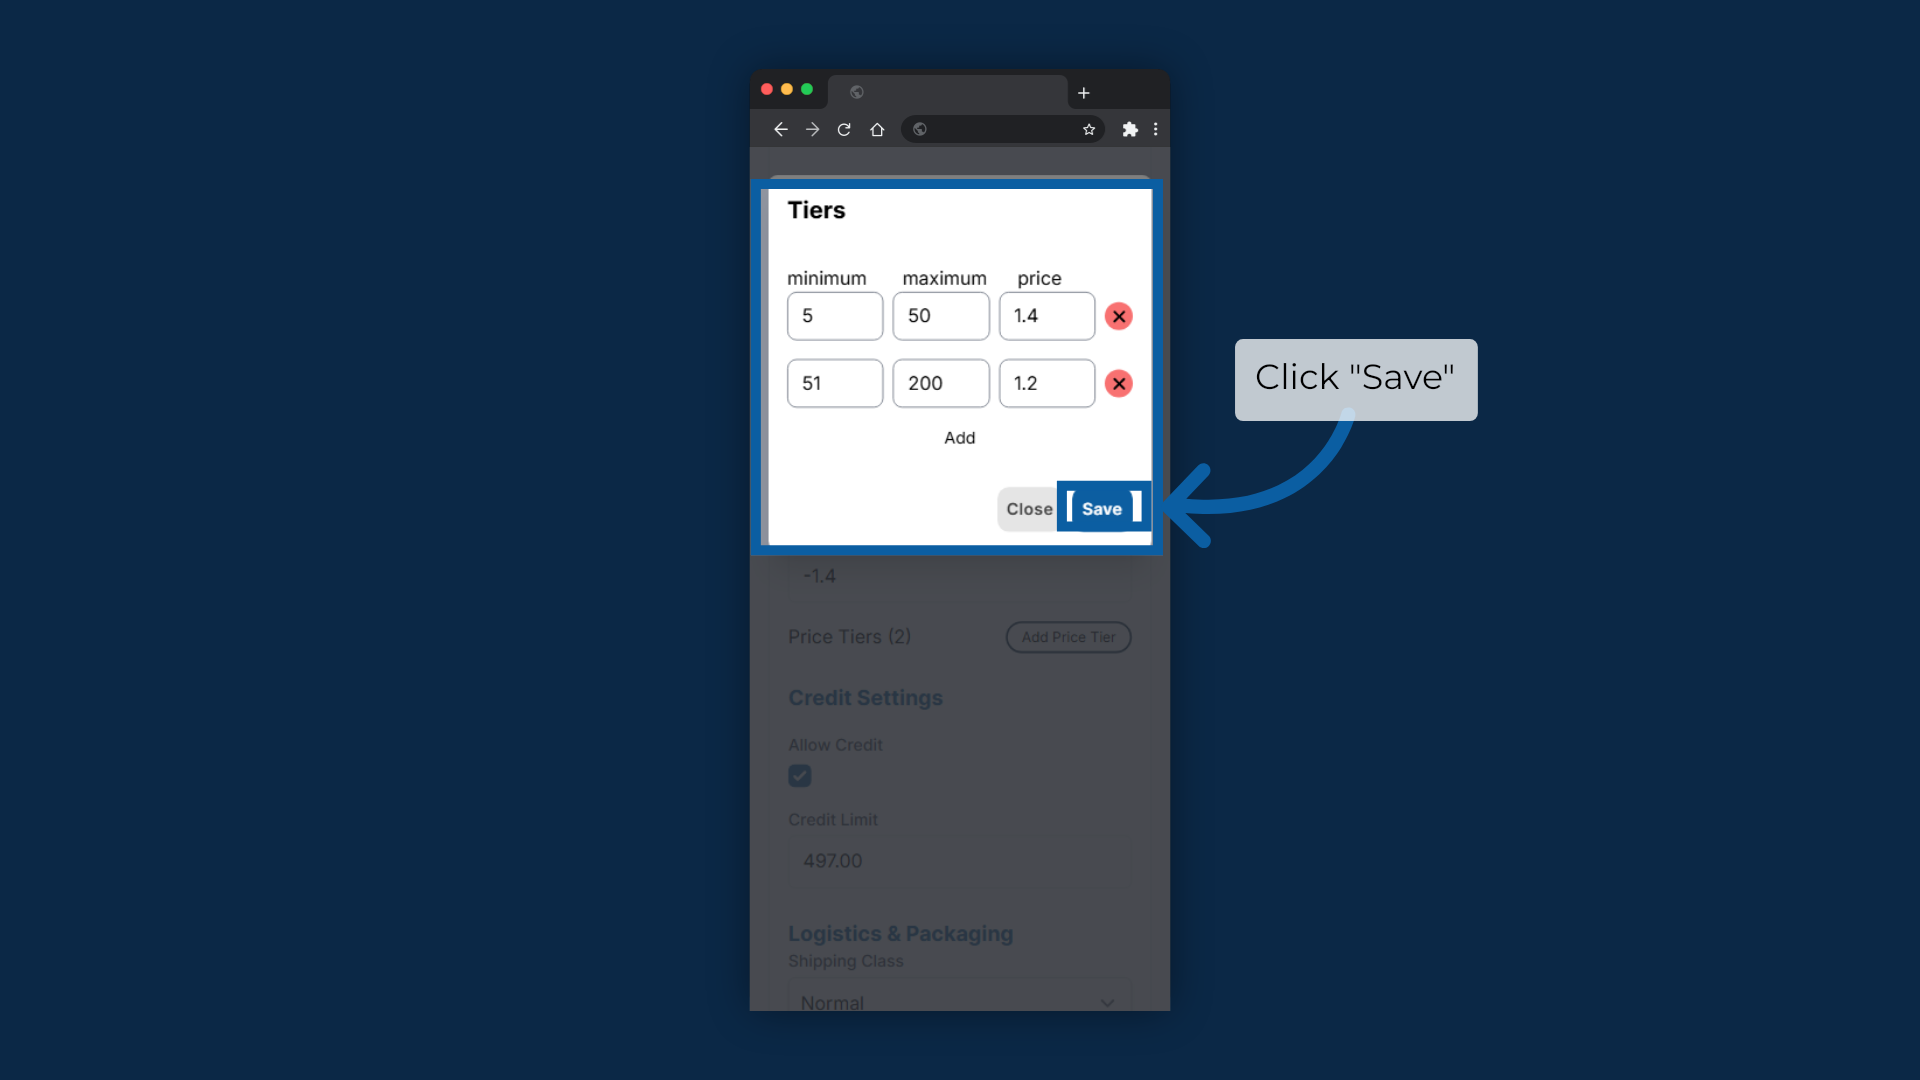 Tiers
minimum maximum price
5 50 1.4
51 200 1.2
Add
Close Save
Click "Save"
-1.4
Price Tiers (2) Add Price Tier
Credit Settings
Allow Credit
Credit Limit
497.00
Logistics & Packaging
Shipping Class
Normal